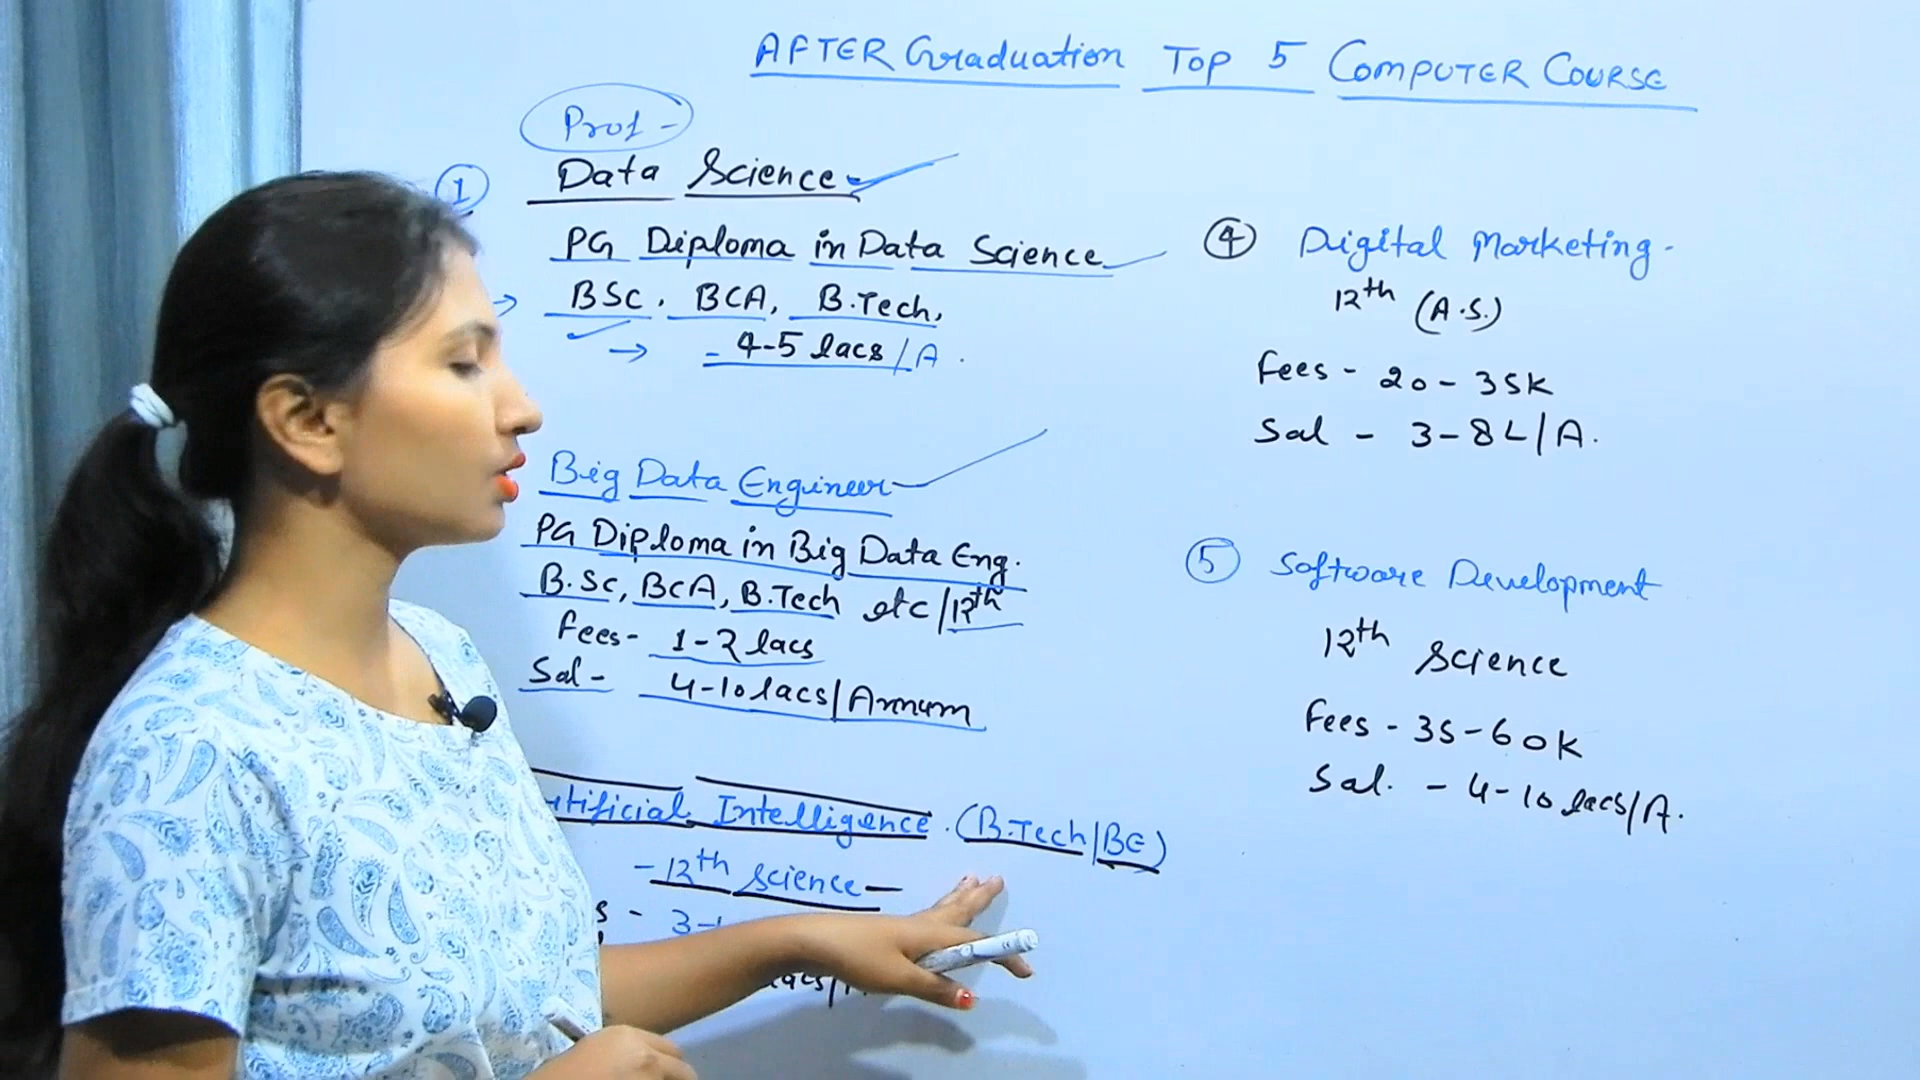 AFTER Graduation TOP 5 COMPUTER COURSE
Prof -
① Data Science
PG Diploma in Data Science
→ BSc. BCA, B.Tech,
→ - 4-5 lacs/A.
Big Data Engineer
PG Diploma in Big Data Eng.
B.Sc, BCA, B.Tech etc/12th
Fees- 1-2 lacs
Sal- 4-10 lacs/Annum
Intelligence. (B.Tech/BE)
- 12th Science -
④ Digital Marketing -
12th (A.S.)
Fees - 20 - 35K
Sal - 3-8L/A.
⑤ Software Development
12th Science
Fees - 35-60K
Sal. - 4-10 lacs/A.